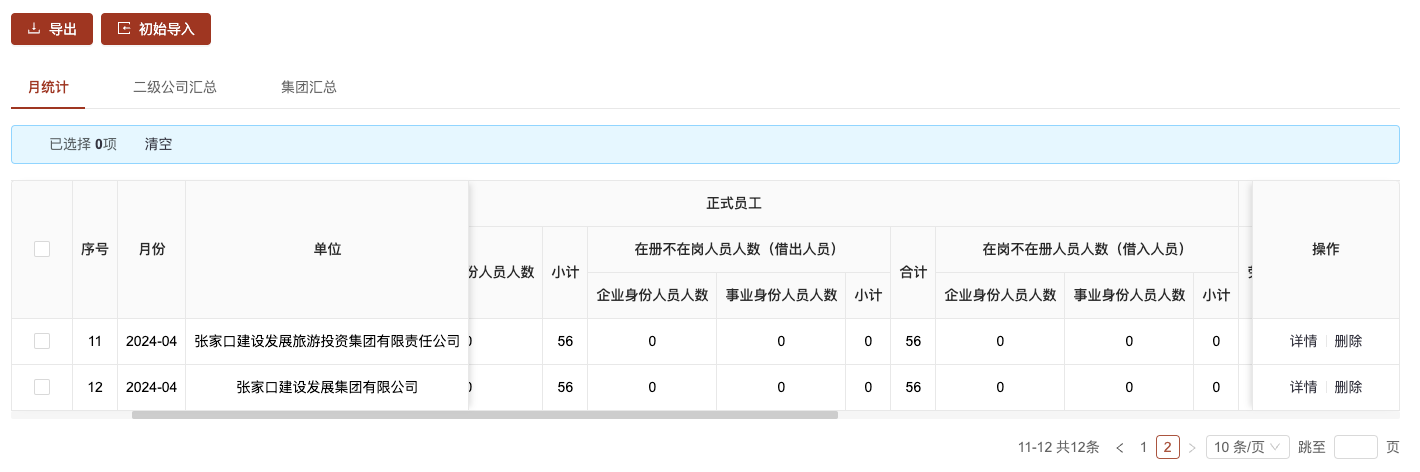 导出 初始导入
月统计 二级公司汇总 集团汇总
已选择 0项 清空
正式员工
序号 月份 单位 份人员人数 小计 在册不在岗人员人数（借出人员） 合计 在岗不在册人员人数（借入人员） 操作
企业身份人员人数 事业身份人员人数 小计 企业身份人员人数 事业身份人员人数 小计
11 2024-04 张家口建设发展旅游投资集团有限责任公司 0 56 0 0 0 56 0 0 0 详情 删除
12 2024-04 张家口建设发展集团有限公司 0 56 0 0 0 56 0 0 0 详情 删除
11-12 共12条 < 1 2 > 10 条/页 跳至 页